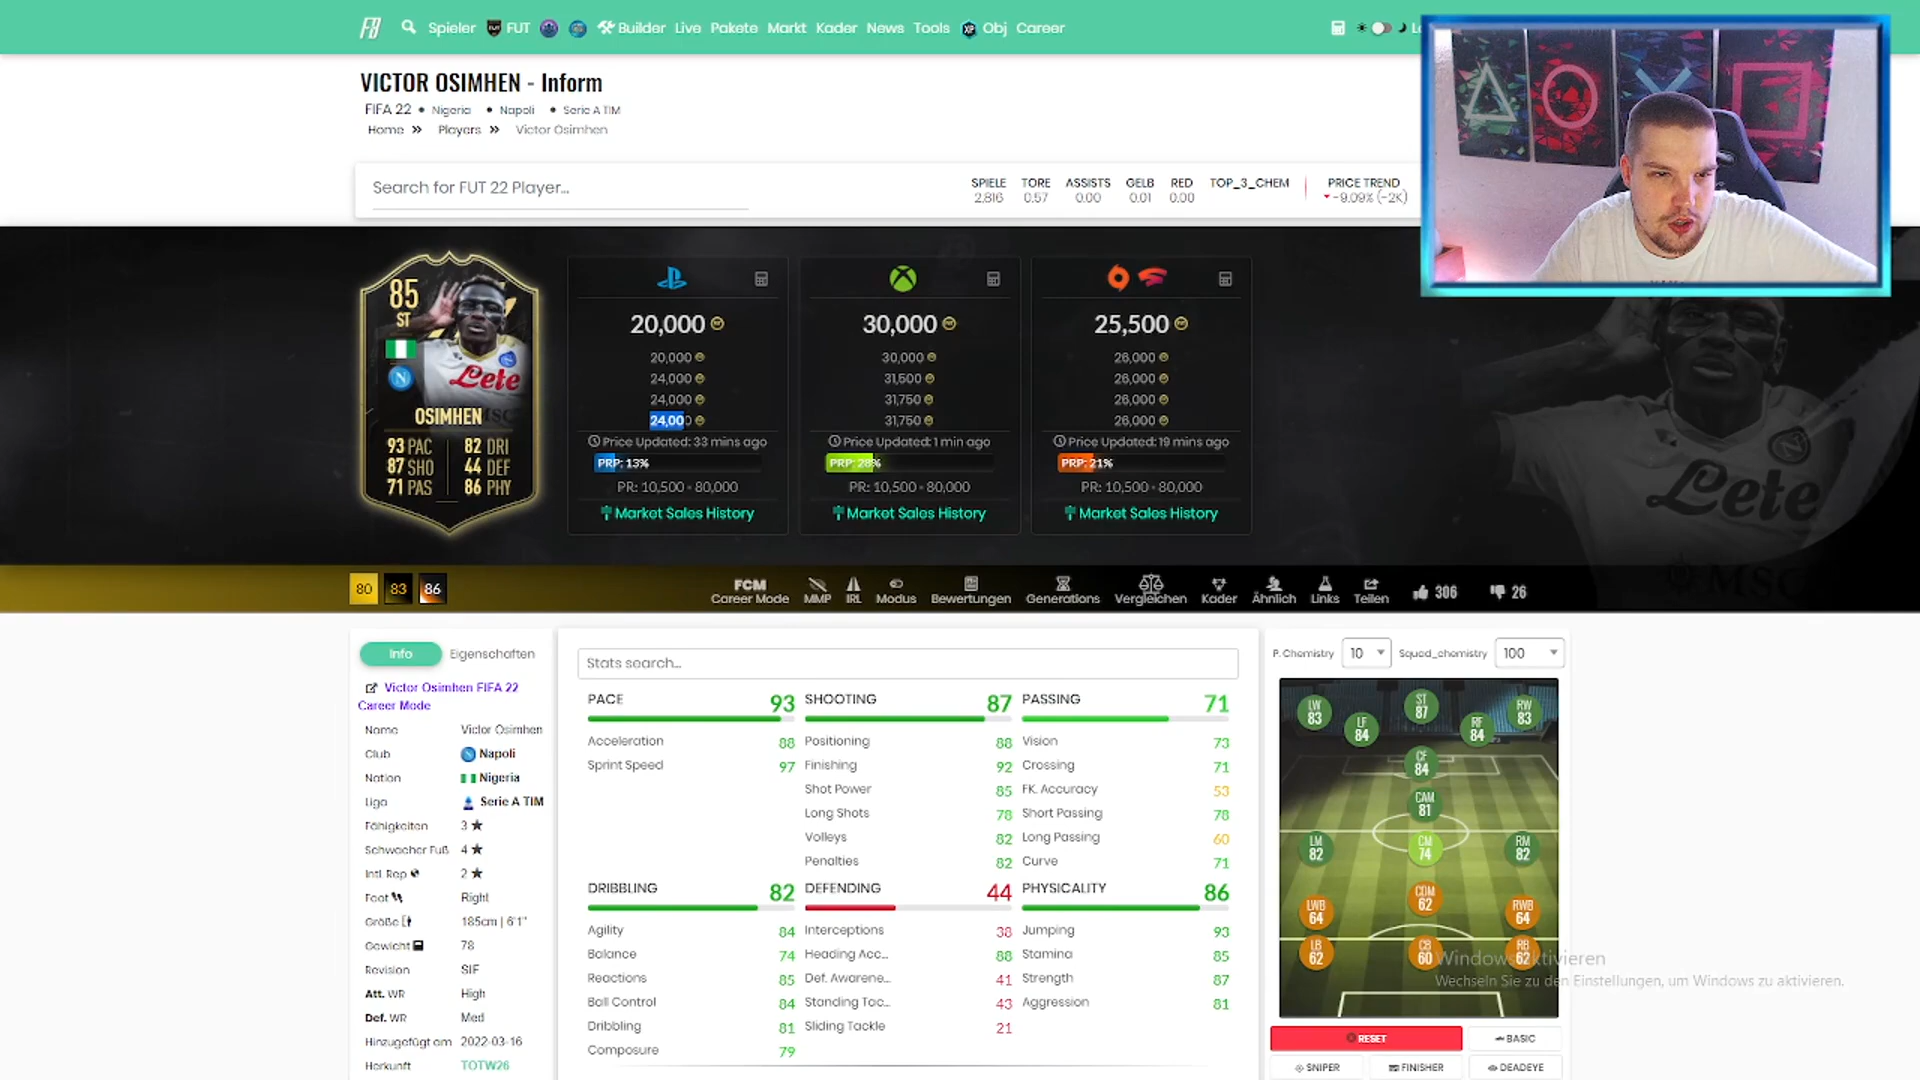 FB Spieler FUT Builder Live Pakete Markt Kader News Tools Obj Career
VICTOR OSIMHEN - Inform
FIFA 22 • Nigeria • Napoli • Serie A TIM
Home » Players » Victor Osimhen
Search for FUT 22 Player...
SPIELE TORE ASSISTS GELB RED TOP_3_CHEM PRICE TREND
2.816 0.57 0.00 0.01 0.00 -9.09% (-2K)
85
ST
Lete
OSIMHEN
93 PAC 82 DRI
87 SHO 44 DEF
71 PAS 86 PHY
20,000 30,000 25,500
20,000 30,000 26,000
24,000 31,500 26,000
24,000 31,750 26,000
24,000 31,750 26,000
Price Updated: 33 mins ago Price Updated: 1 min ago Price Updated: 19 mins ago
PRP: 13% PRP: 28% PRP: 21%
PR: 10,500 - 80,000 PR: 10,500 - 80,000 PR: 10,500 - 80,000
Market Sales History Market Sales History Market Sales History
Lete
MSC
80 83 86
FCM
Career Mode MMP IRL Modus Bewertungen Generations Vergleichen Kader Ähnlich Links Teilen 306 26
Info Eigenschaften
Victor Osimhen FIFA 22
Career Mode
Name Victor Osimhen
Club Napoli
Nation Nigeria
Liga Serie A TIM
Fähigkeiten 3 ★
Schwacher Fuß 4 ★
Intl Rep 2 ★
Foot Right
Größe 185cm | 6'1"
Gewicht 78
Revision SIF
Att. WR High
Def. WR Med
Hinzugefügt am 2022-03-16
Herkunft TOTW26
Stats search...
PACE 93 SHOOTING 87 PASSING 71
Acceleration 88 Positioning 88 Vision 73
Sprint Speed 97 Finishing 92 Crossing 71
Shot Power 85 FK. Accuracy 53
Long Shots 78 Short Passing 78
Volleys 82 Long Passing 60
Penalties 82 Curve 71
DRIBBLING 82 DEFENDING 44 PHYSICALITY 86
Agility 84 Interceptions 38 Jumping 93
Balance 74 Heading Acc... 88 Stamina 85
Reactions 85 Def. Awarene... 41 Strength 87
Ball Control 84 Standing Tac... 43 Aggression 81
Dribbling 81 Sliding Tackle 21
Composure 79
P. Chemistry 10 Squad_chemistry 100
LW 83 ST 87 RW 83
LF 84 RF 84
CF 84
CAM 81
LM 82 CM 74 RM 82
CDM 62
LWB 64 RWB 64
LB 62 CB 60 RB 62
Windows aktivieren
Wechseln Sie zu den Einstellungen, um Windows zu aktivieren.
RESET BASIC
SNIPER FINISHER DEADEYE